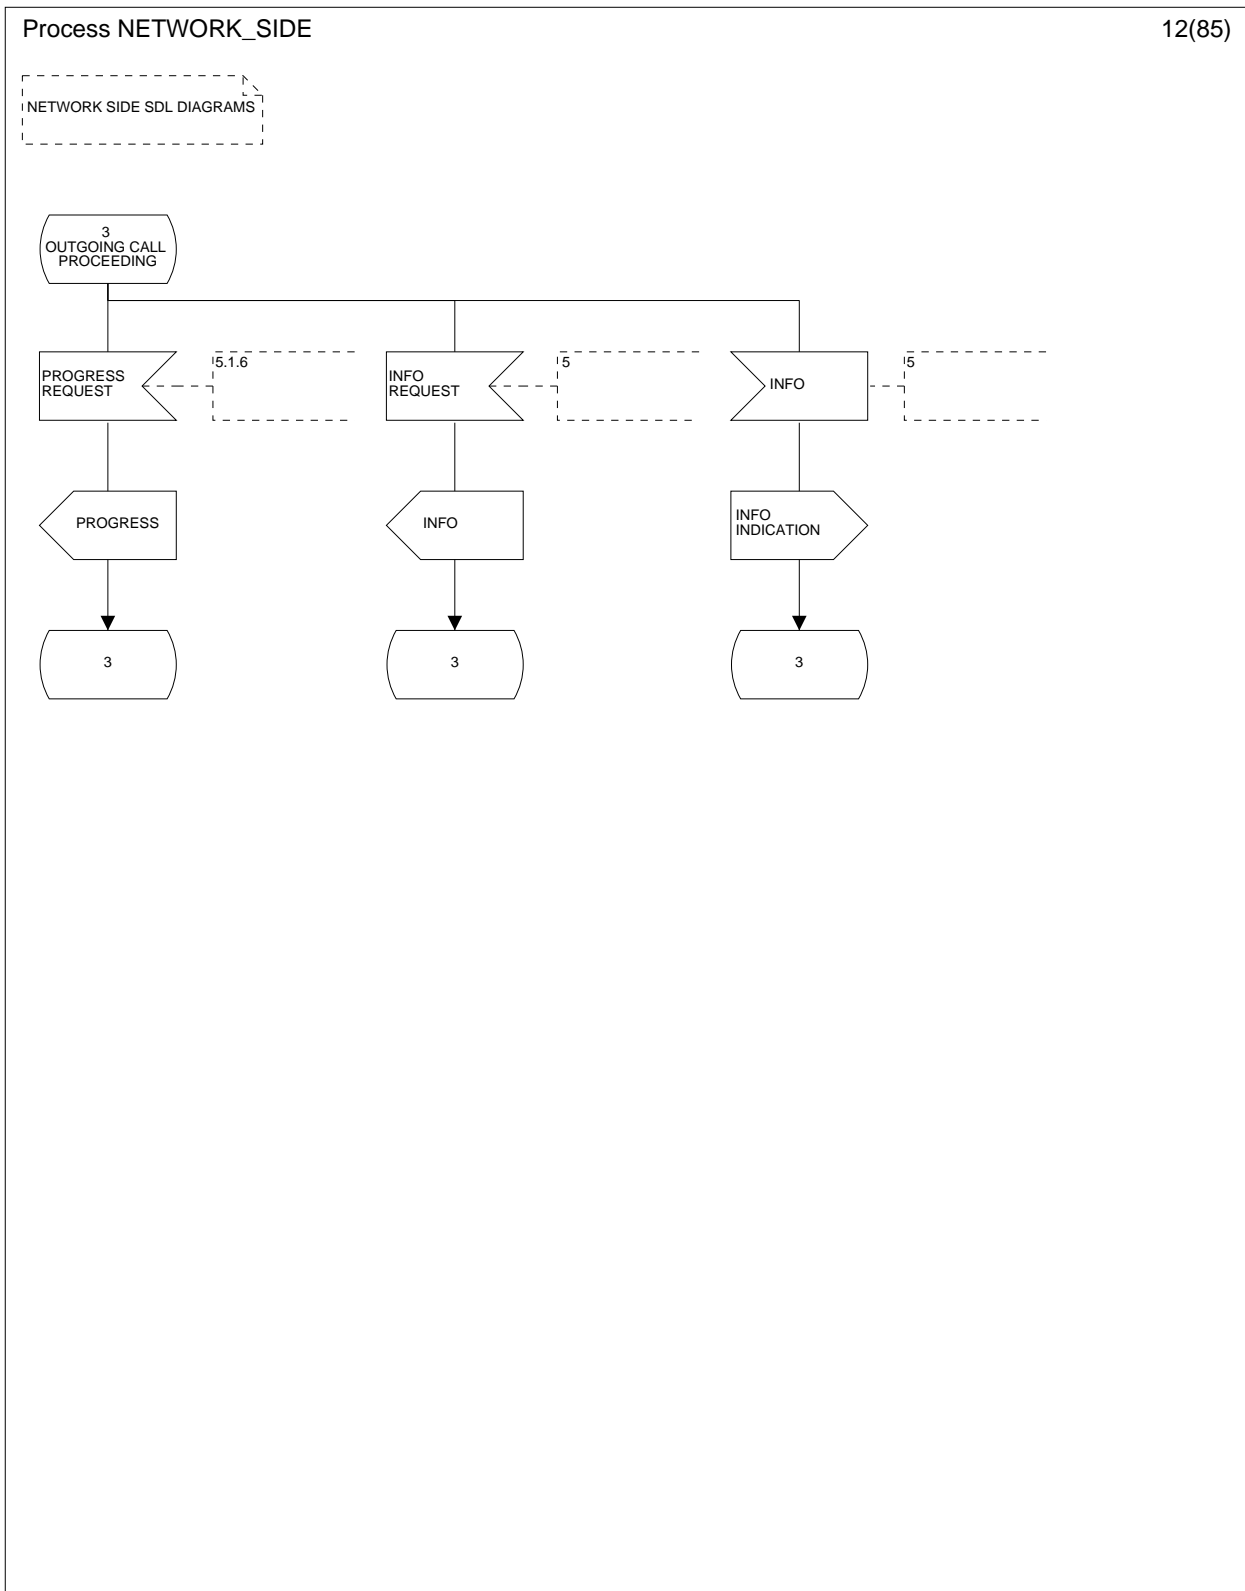 Process NETWORK_SIDE
12(85)
NETWORK SIDE SDL DIAGRAMS
3
OUTGOING CALL
PROCEEDING
PROGRESS
REQUEST
5.1.6
INFO
REQUEST
5
INFO
5
PROGRESS
INFO
INFO
INDICATION
3
3
3